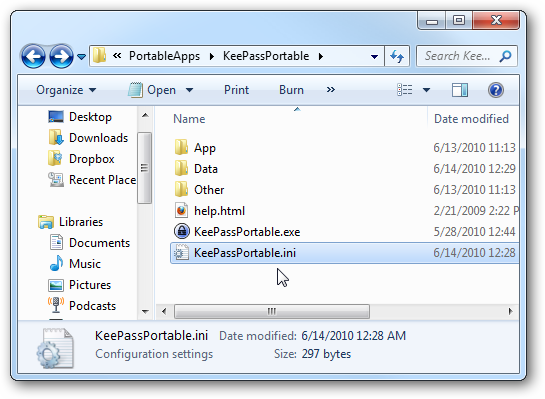 « PortableApps KeePassPortable Search Kee...
Organize Open Print Burn »
Desktop
Downloads
Dropbox
Recent Place
Libraries
Documents
Music
Pictures
Podcasts
Name Date modified
App 6/13/2010 11:13
Data 6/14/2010 12:29
Other 6/13/2010 11:13
help.html 2/21/2009 2:22 P
KeePassPortable.exe 5/28/2010 12:44
KeePassPortable.ini 6/14/2010 12:28
KeePassPortable.ini Date modified: 6/14/2010 12:28 AM
Configuration settings Size: 297 bytes